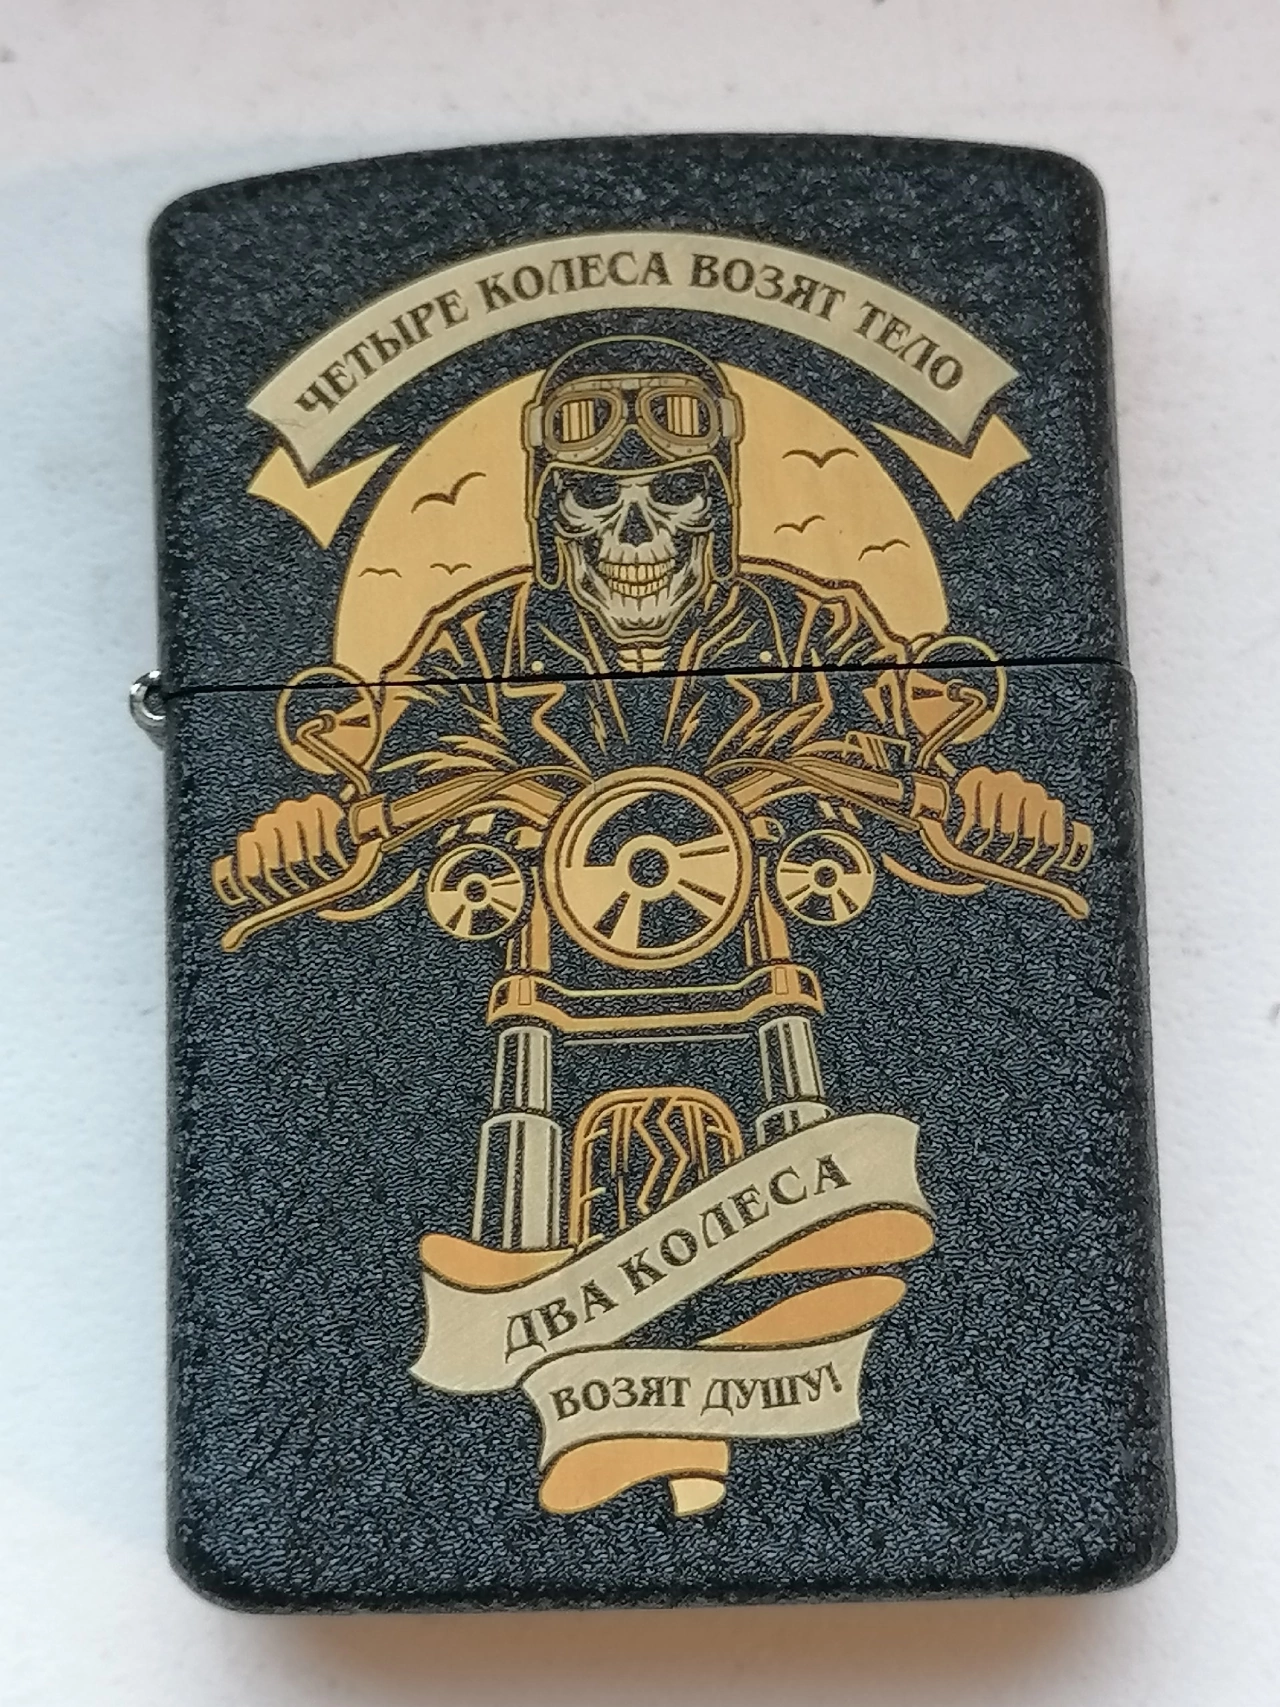 ЧЕТЫРЕ КОЛЕСА ВОЗЯТ ТЕЛО
ДВА КОЛЕСА
ВОЗЯТ ДУШУ!